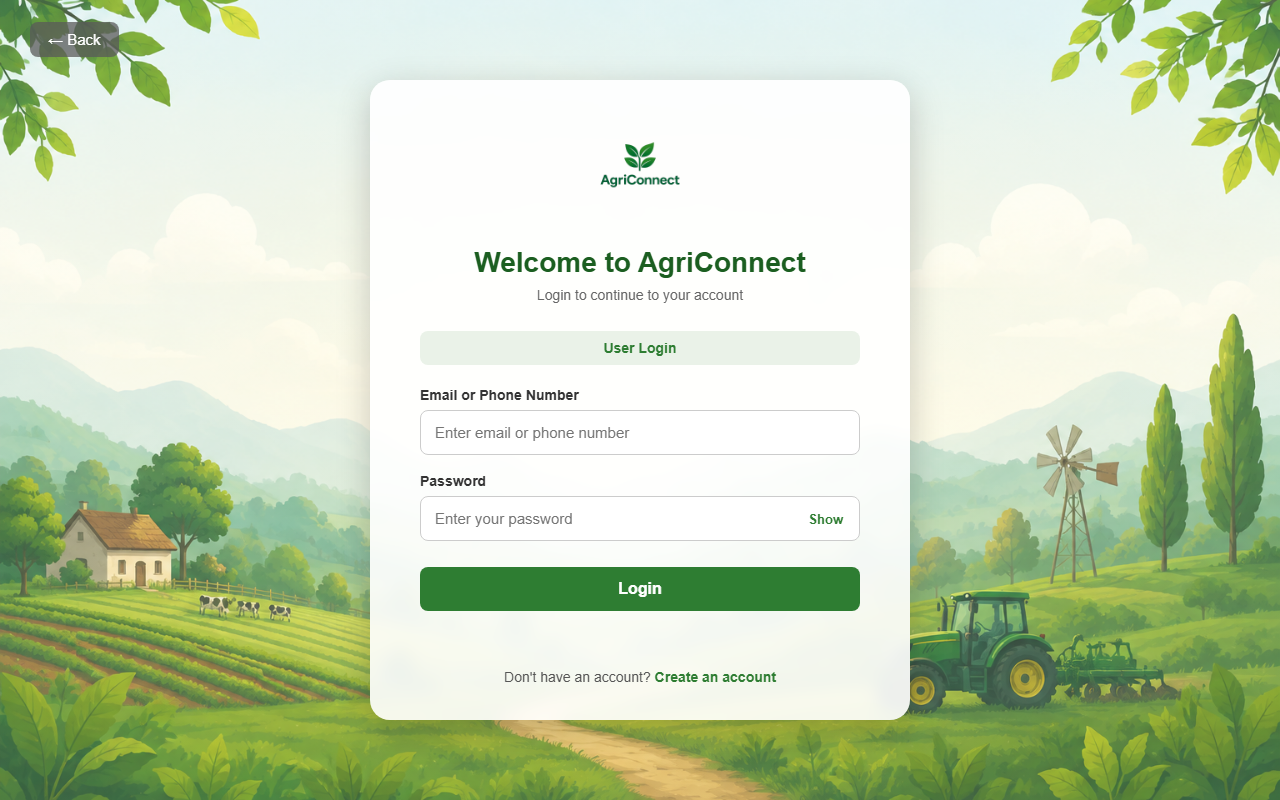 ← Back
AgriConnect
Welcome to AgriConnect
Login to continue to your account
User Login
Email or Phone Number
Enter email or phone number
Password
Enter your password
Show
Login
Don't have an account? Create an account